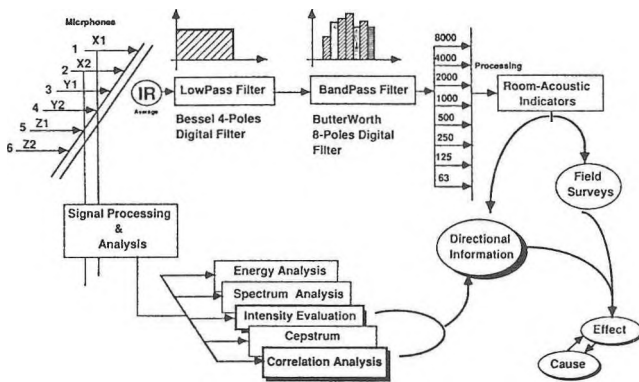 Micrphones
1 X1
2 X2
3 Y1
4 Y2
5 Z1
6 Z2
IR
Average
LowPass Filter
Bessel 4-Poles
Digital Filter
BandPass Filter
ButterWorth
8-Poles Digital
Filter
8000
4000
2000
1000
500
250
125
63
Processing
Room-Acoustic
Indicators
Field
Surveys
Signal Processing
&
Analysis
Directional
Information
Energy Analysis
Spectrum Analysis
Intensity Evaluation
Cepstrum
Correlation Analysis
Effect
Cause